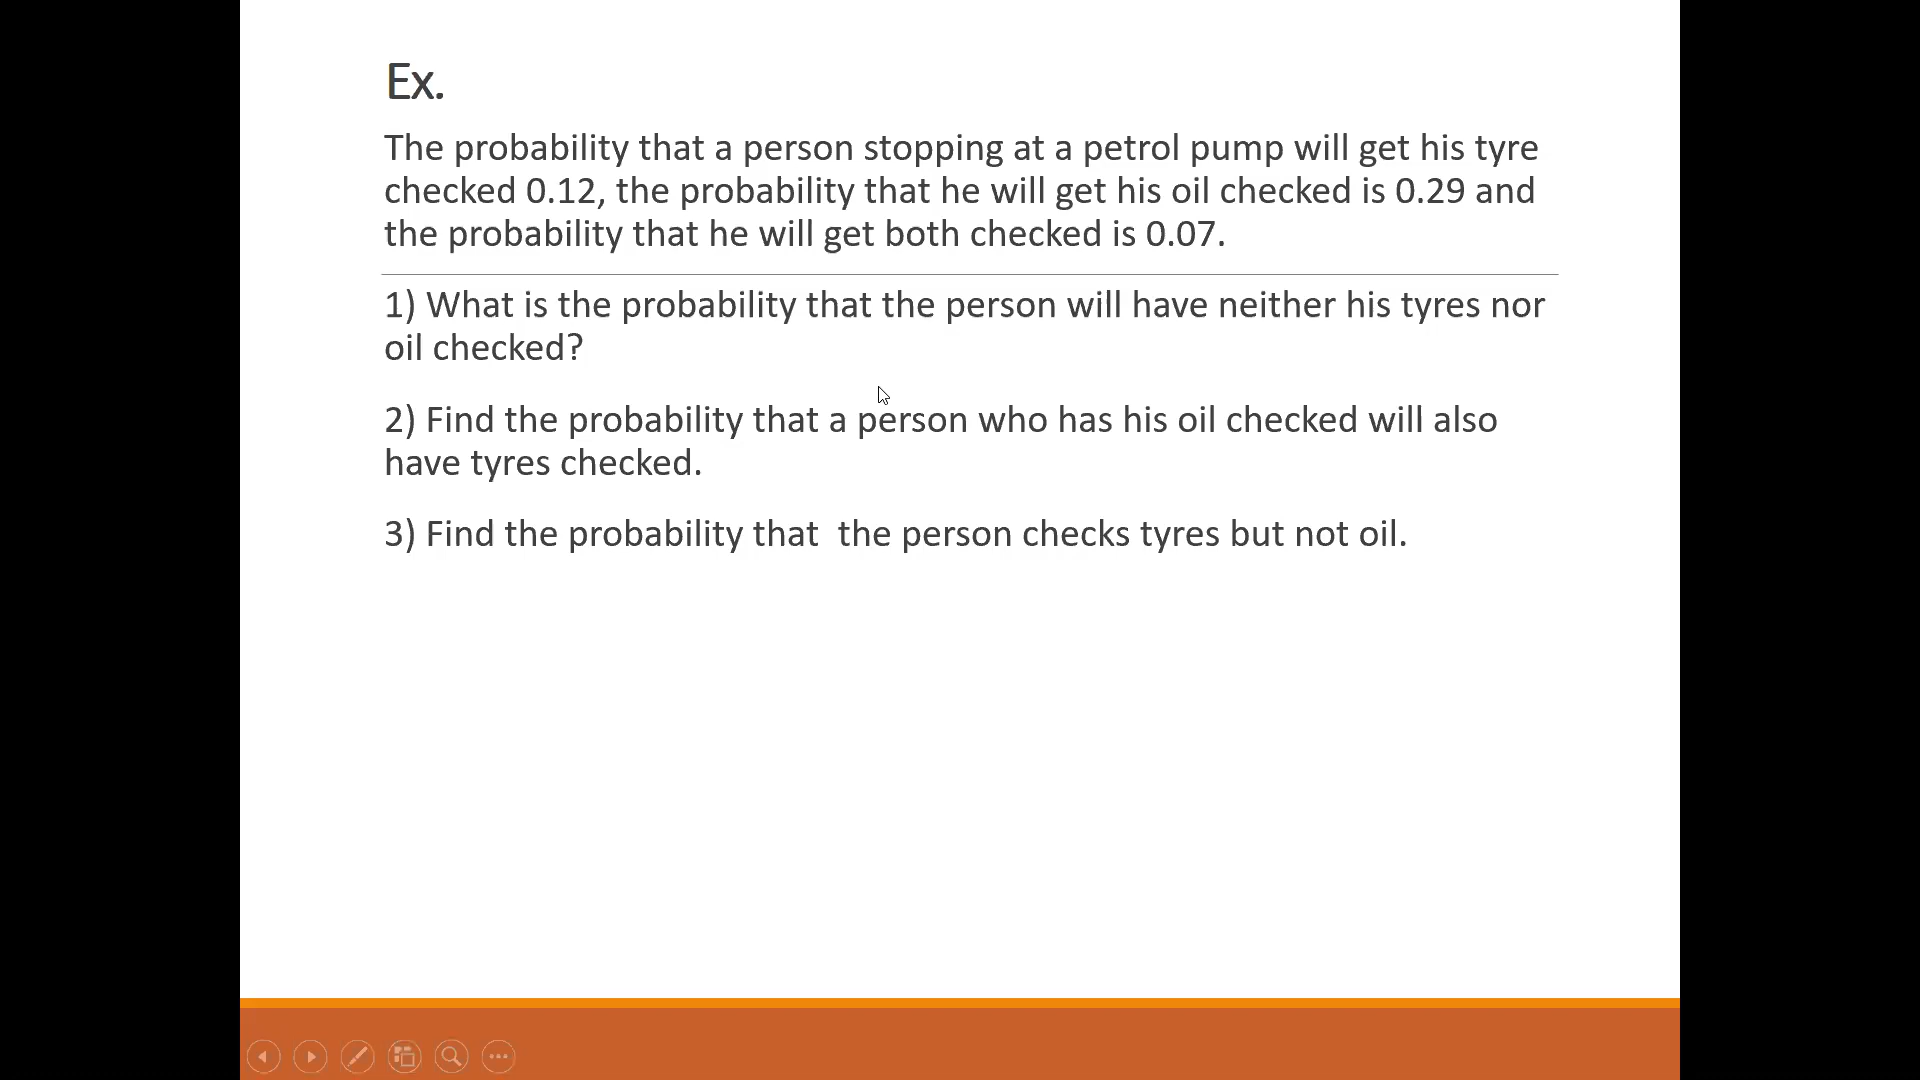 Ex.
The probability that a person stopping at a petrol pump will get his tyre
checked 0.12, the probability that he will get his oil checked is 0.29 and
the probability that he will get both checked is 0.07.
1) What is the probability that the person will have neither his tyres nor
oil checked?
2) Find the probability that a person who has his oil checked will also
have tyres checked.
3) Find the probability that  the person checks tyres but not oil.